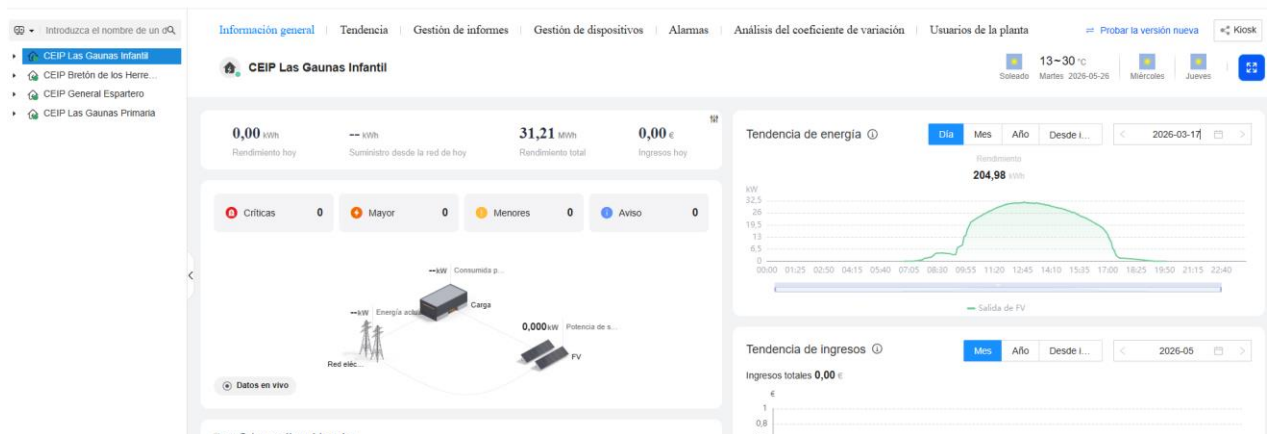 Introduzca el nombre de un d
CEIP Las Gaunas Infantil
CEIP Bretón de los Herre...
CEIP General Espartero
CEIP Las Gaunas Primaria
Información general Tendencia Gestión de informes Gestión de dispositivos Alarmas Análisis del coeficiente de variación Usuarios de la planta
Probar la versión nueva
Kiosk
CEIP Las Gaunas Infantil
Soleado
13~30 °C
Martes 2026-05-26
Miércoles
Jueves
0,00 kWh
Rendimiento hoy
-- kWh
Suministro desde la red de hoy
31,21 MWh
Rendimiento total
0,00 €
Ingresos hoy
Críticas 0
Mayor 0
Menores 0
Aviso 0
--kW Consumida p...
Carga
--kW
0,000 kW Potencia de s...
FV
Red eléc...
Datos en vivo
Tendencia de energía
Día Mes Año Desde i...
2026-03-17
Rendimiento
204,98 kWh
kW
32,5
26
19,5
13
6,5
0
00:00 01:25 02:50 04:15 05:40 07:05 08:30 09:55 11:20 12:45 14:10 15:35 17:00 18:25 19:50 21:15 22:40
Salida de FV
Tendencia de ingresos
Mes Año Desde i...
2026-05
Ingresos totales 0,00 €
€
1
0,8